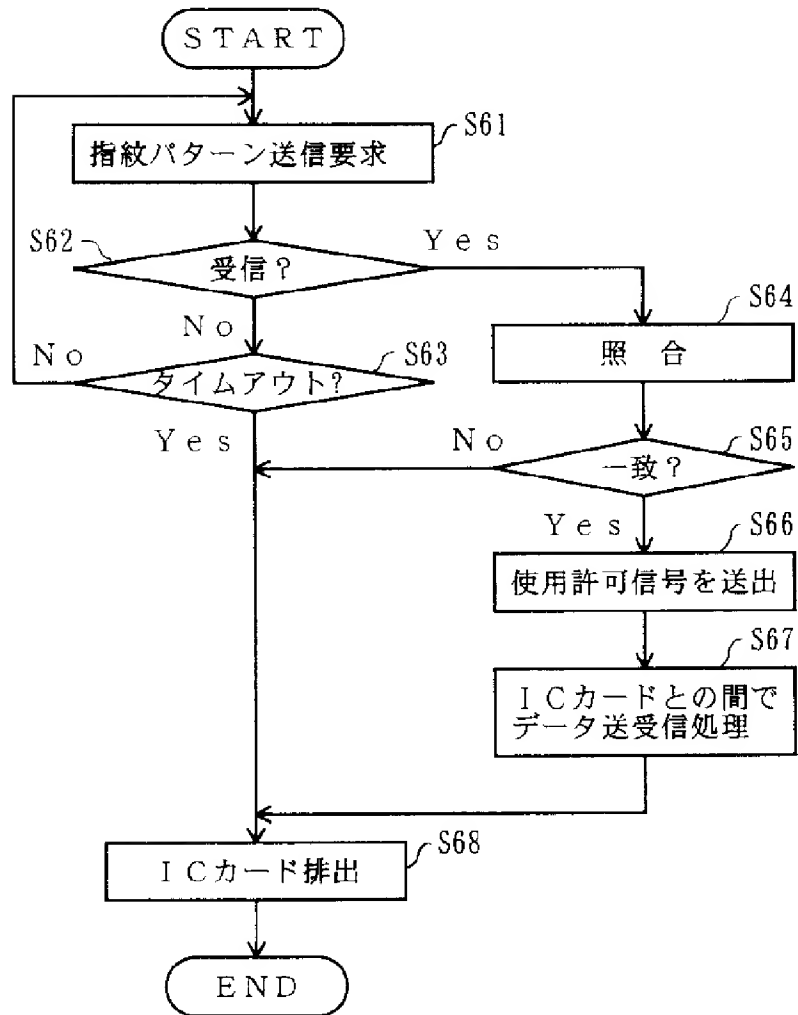 START
S61
指紋パターン送信要求
S62
受信?
Yes
No
S63
タイムアウト?
No
Yes
S64
照 合
S65
一致?
No
Yes
S66
使用許可信号を送出
S67
ICカードとの間で
データ送受信処理
S68
ICカード排出
END